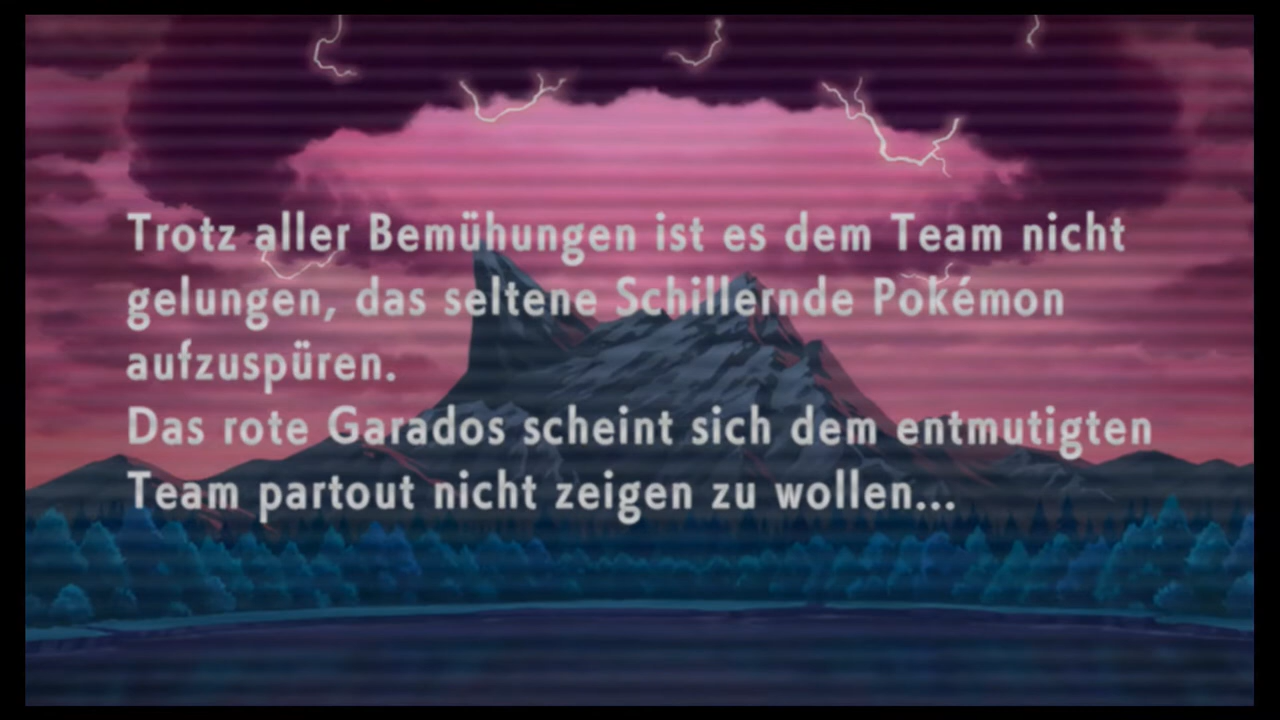 Trotz aller Bemühungen ist es dem Team nicht
gelungen, das seltene Schillernde Pokémon
aufzuspüren.
Das rote Garados scheint sich dem entmutigten
Team partout nicht zeigen zu wollen...